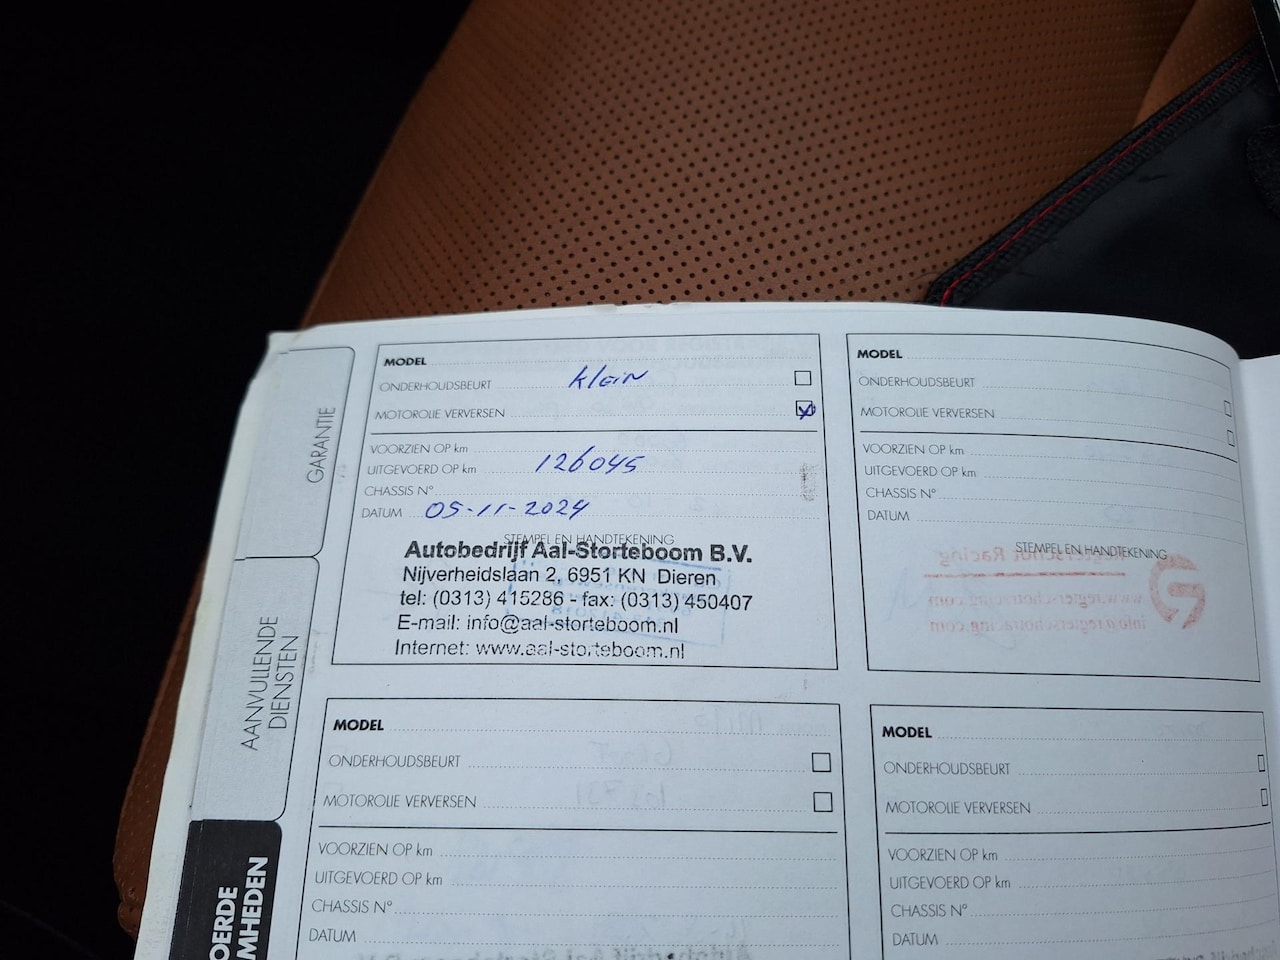 GARANTIE
AANVULLENDE
DIENSTEN
OERDE
MHEDEN
MODEL
ONDERHOUDSBEURT klein
MOTOROLIE VERVERSEN
VOORZIEN OP km
UITGEVOERD OP km 126045
CHASSIS N°
DATUM 05-11-2024
STEMPEL EN HANDTEKENING
Autobedrijf Aal-Storteboom B.V.
Nijverheidslaan 2, 6951 KN Dieren
tel: (0313) 415286 - fax: (0313) 450407
E-mail: info@aal-storteboom.nl
Internet: www.aal-storteboom.nl
MODEL
ONDERHOUDSBEURT
MOTOROLIE VERVERSEN
VOORZIEN OP km
UITGEVOERD OP km
CHASSIS N°
DATUM
STEMPEL EN HANDTEKENING
MODEL
ONDERHOUDSBEURT
MOTOROLIE VERVERSEN
VOORZIEN OP km
UITGEVOERD OP km
CHASSIS N°
DATUM
MODEL
ONDERHOUDSBEURT
MOTOROLIE VERVERSEN
VOORZIEN OP km
UITGEVOERD OP km
CHASSIS N°
DATUM